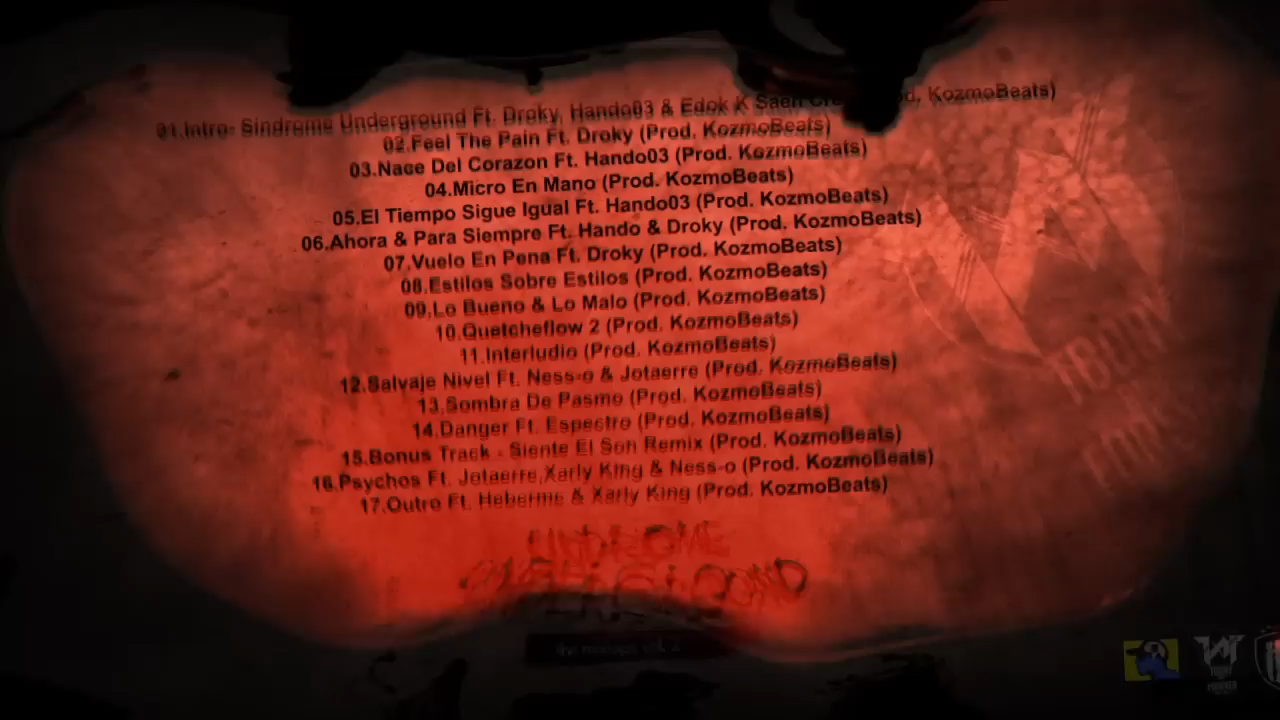 01.Intro- Sindrome Underground Ft. Droky, Hando03 & Edok K Saen KozmoBeats)
02.Feel The Pain Ft. Droky (Prod. KozmoBeats)
03.Nace Del Corazon Ft. Hando03 (Prod. KozmoBeats)
04.Micro En Mano (Prod. KozmoBeats)
05.El Tiempo Sigue Igual Ft. Hando03 (Prod. KozmoBeats)
06.Ahora & Para Siempre Ft. Hando & Droky (Prod. KozmoBeats)
07.Vuelo En Pena Ft. Droky (Prod. KozmoBeats)
08.Estilos Sobre Estilos (Prod. KozmoBeats)
09.Lo Bueno & Lo Malo (Prod. KozmoBeats)
10.Quetcheflow 2 (Prod. KozmoBeats)
11.Interludio (Prod. KozmoBeats)
12.Salvaje Nivel Ft. Ness-o & Jotaerre (Prod. KozmoBeats)
13.Sombra De Pasmo (Prod. KozmoBeats)
14.Danger Ft. Espectro (Prod. KozmoBeats)
15.Bonus Track - Siente El Son Remix (Prod. KozmoBeats)
16.Psychos Ft. Jotaerre,Xarly King & Ness-o (Prod. KozmoBeats)
17.Outro Ft. Heberme & Xarly King (Prod. KozmoBeats)